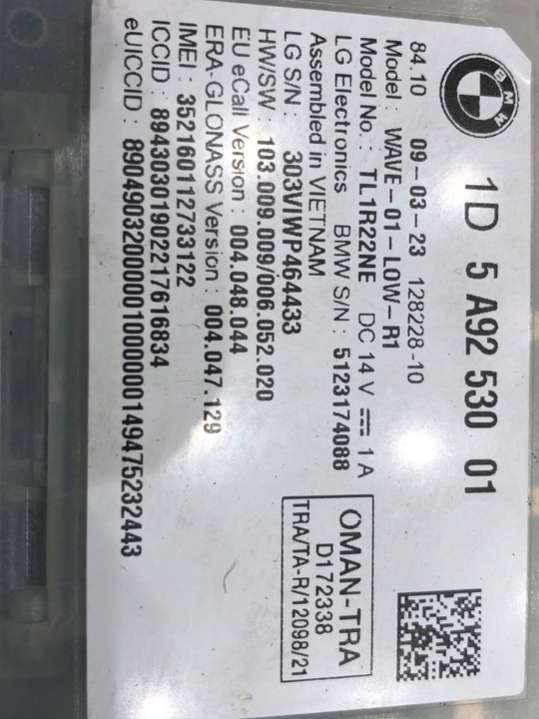 BMW
1D 5 A92 530 01
84.10 09-03-23 128228-10
Model : WAVE-01-LOW-R1
Model No. : TL1R22NE DC 14 V ⎓ 1 A
LG Electronics BMW S/N : 5123174088
Assembled in VIETNAM
LG S/N : 303VIWP464433
HW/SW : 103.009.009/006.052.020
EU eCall Version : 004.048.044
ERA-GLONASS Version : 004.047.129
IMEI : 352160112733122
ICCID : 89430301902217616834
eUICCID : 89049032000001000000149475232443
OMAN-TRA
D172338
TRA/TA-R/12098/21